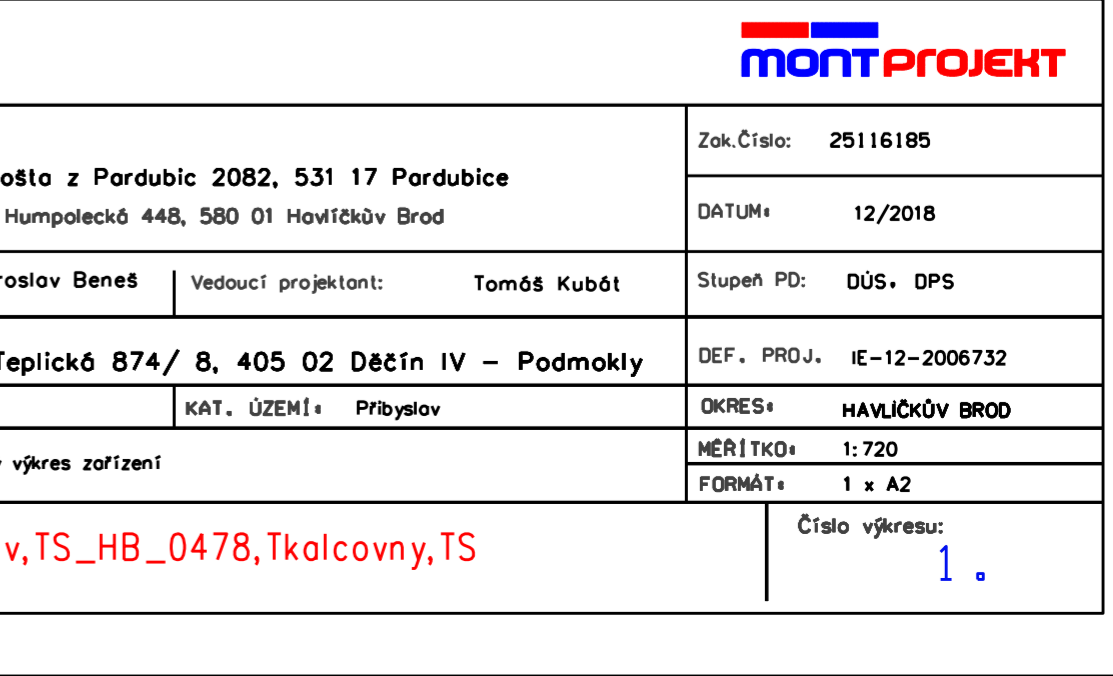 MONTPROJEKT
Zak.Číslo: 25116185
ošta z Pardubic 2082, 531 17 Pardubice
Humpolecká 448, 580 01 Havlíčkův Brod
DATUM: 12/2018
roslav Beneš Vedoucí projektant: Tomáš Kubát
Stupeň PD: DÚS, DPS
Teplická 874/ 8, 405 02 Děčín IV – Podmokly
DEF. PROJ. IE-12-2006732
KAT. ÚZEMÍ: Přibyslav
OKRES: HAVLÍČKŮV BROD
výkres zařízení
MĚŘÍTKO: 1:720
FORMÁT: 1 x A2
v,TS_HB_0478,Tkalcovny,TS
Číslo výkresu:
1.